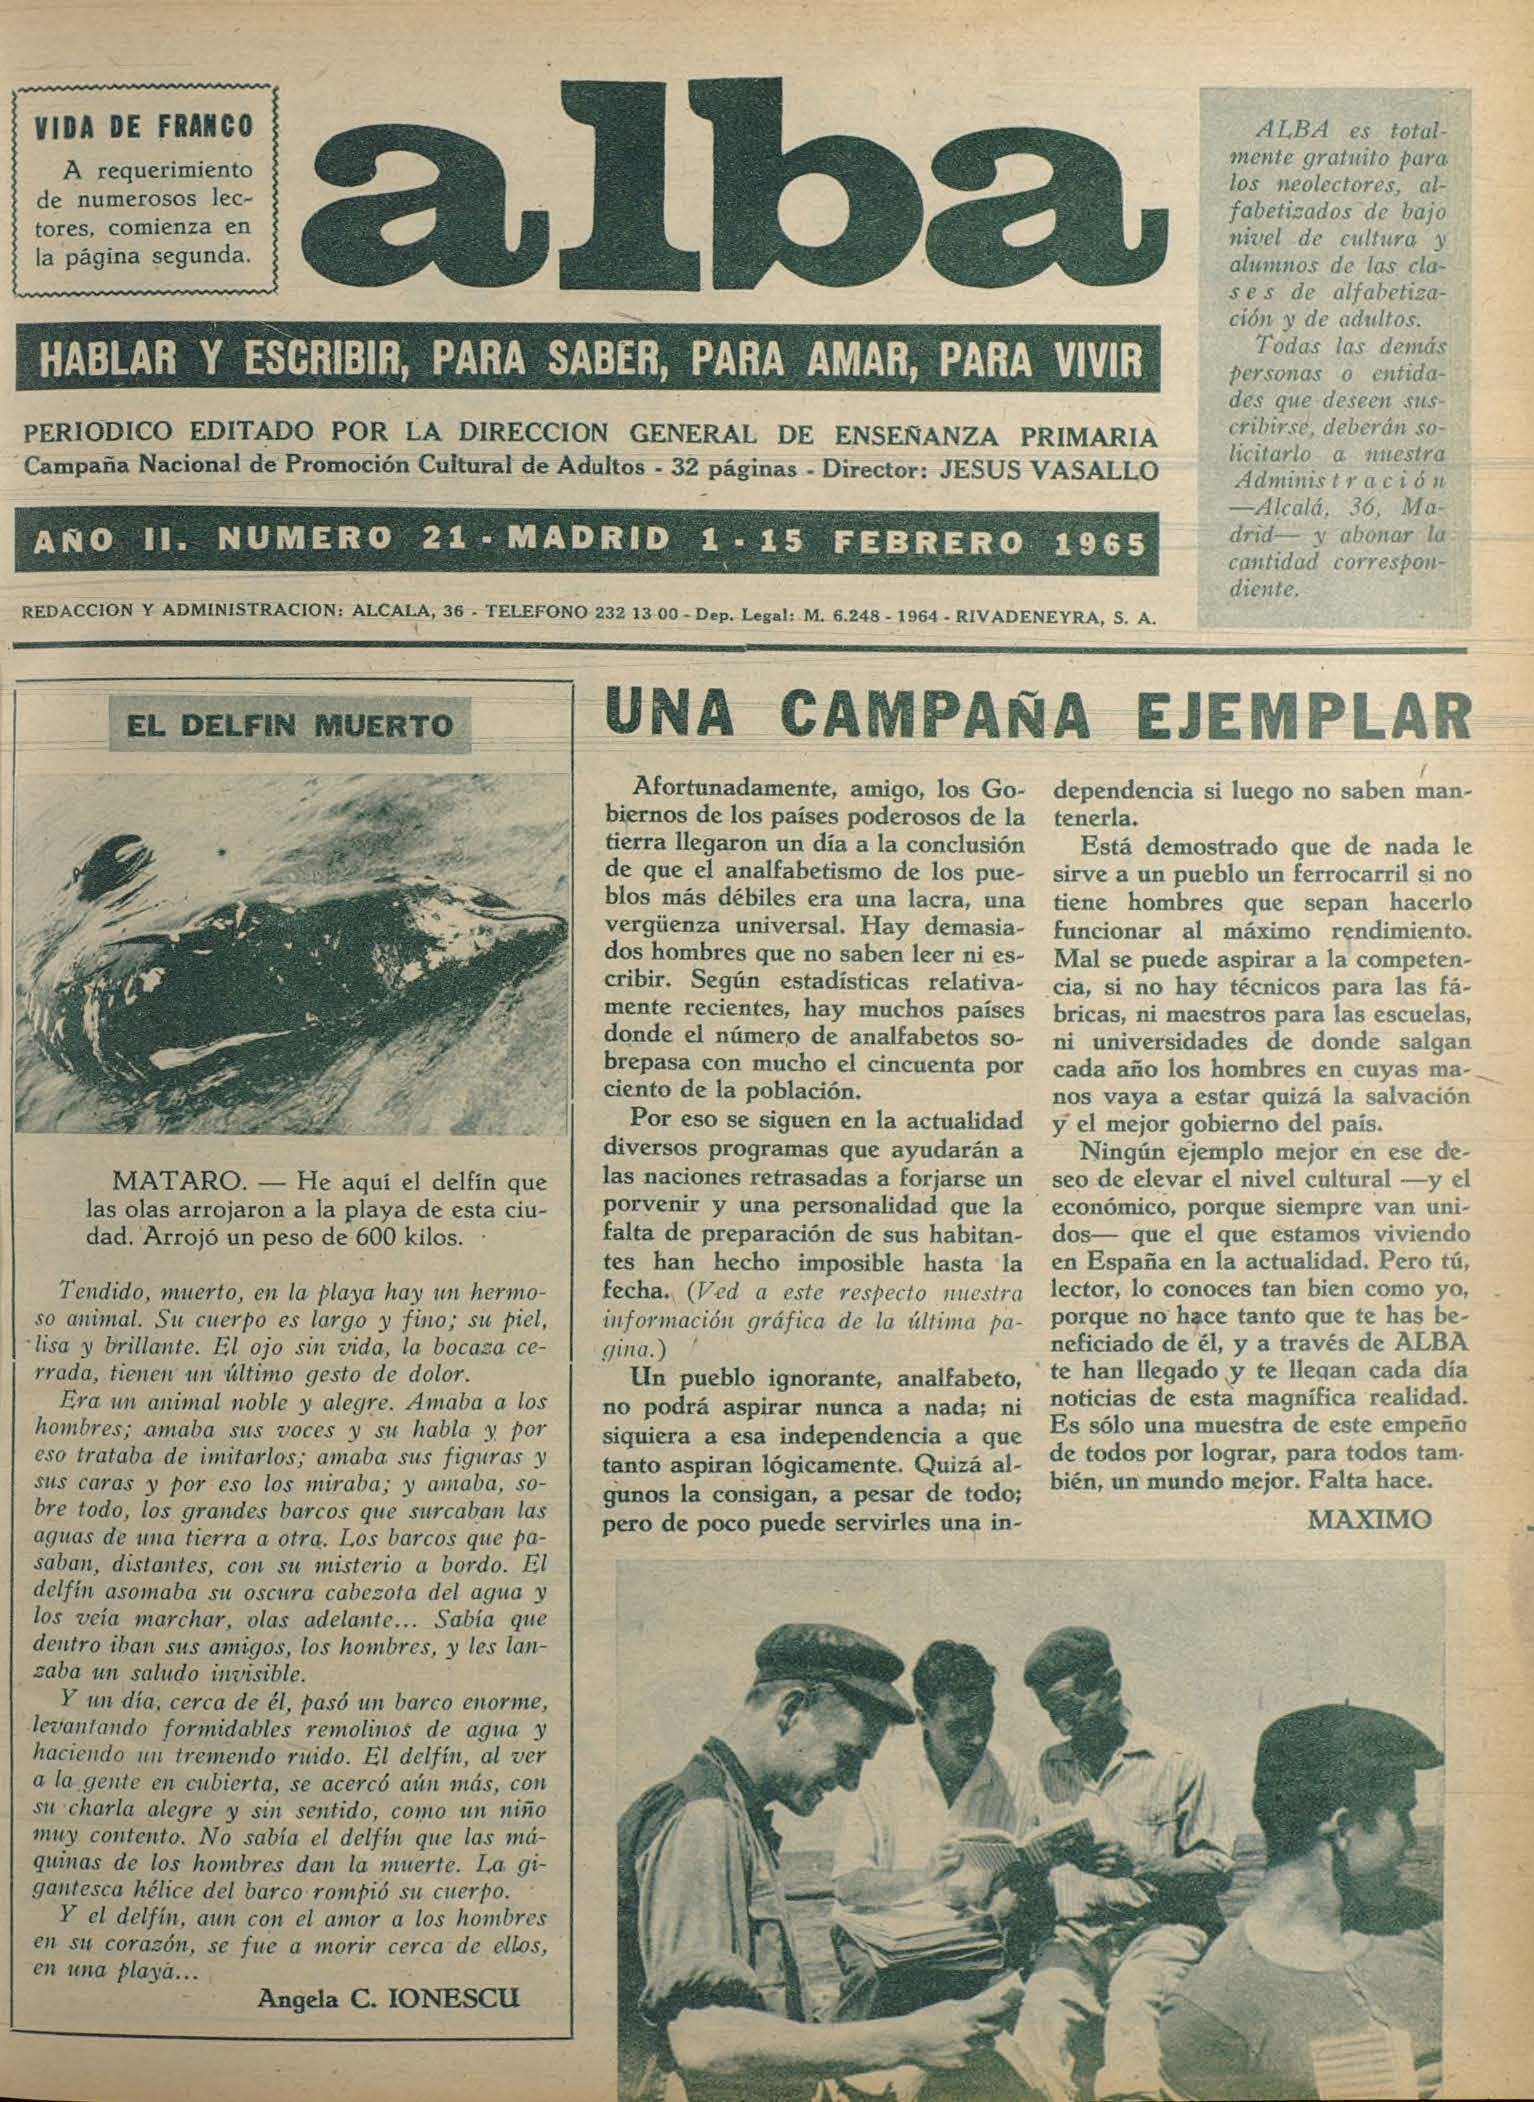 VIDA DE FRANCO
A requerimiento
de numerosos lec-
tores, comienza en
la página segunda.
alba
ALBA es total-
mente gratuito para
los neolectores, al-
fabetizados de bajo
nivel de cultura y
alumnos de las cla-
ses de alfabetiza-
ción y de adultos.
Todas las demás
personas o entida-
des que deseen sus-
cribirse, deberán so-
licitarlo a nuestra
Administración
—Alcalá, 36, Ma-
drid— y abonar la
cantidad correspon-
diente.
HABLAR Y ESCRIBIR, PARA SABER, PARA AMAR, PARA VIVIR
PERIODICO EDITADO POR LA DIRECCION GENERAL DE ENSEÑANZA PRIMARIA
Campaña Nacional de Promoción Cultural de Adultos - 32 páginas - Director: JESUS VASALLO
AÑO II. NUMERO 21 - MADRID 1 - 15 FEBRERO 1965
REDACCION Y ADMINISTRACION: ALCALA, 36 - TELEFONO 232 13 00 - Dep. Legal: M. 6.248 - 1964 - RIVADENEYRA, S. A.
EL DELFIN MUERTO
MATARO. — He aquí el delfín que
las olas arrojaron a la playa de esta ciu-
dad. Arrojó un peso de 600 kilos.
Tendido, muerto, en la playa hay un hermo-
so animal. Su cuerpo es largo y fino; su piel,
lisa y brillante. El ojo sin vida, la bocaza ce-
rrada, tienen un último gesto de dolor.
Era un animal noble y alegre. Amaba a los
hombres; amaba sus voces y su habla y por
eso trataba de imitarlos; amaba sus figuras y
sus caras y por eso los miraba; y amaba, so-
bre todo, los grandes barcos que surcaban las
aguas de una tierra a otra. Los barcos que pa-
saban, distantes, con su misterio a bordo. El
delfín asomaba su oscura cabezota del agua y
los veía marchar, olas adelante... Sabía que
dentro iban sus amigos, los hombres, y les lan-
zaba un saludo invisible.
Y un día, cerca de él, pasó un barco enorme,
levantando formidables remolinos de agua y
haciendo un tremendo ruido. El delfín, al ver
a la gente en cubierta, se acercó aún más, con
su charla alegre y sin sentido, como un niño
muy contento. No sabía el delfín que las má-
quinas de los hombres dan la muerte. La gi-
gantesca hélice del barco rompió su cuerpo.
Y el delfín, aun con el amor a los hombres
en su corazón, se fue a morir cerca de ellos,
en una playa...
Angela C. IONESCU
UNA CAMPAÑA EJEMPLAR
Afortunadamente, amigo, los Go-
biernos de los países poderosos de la
tierra llegaron un día a la conclusión
de que el analfabetismo de los pue-
blos más débiles era una lacra, una
vergüenza universal. Hay demasia-
dos hombres que no saben leer ni es-
cribir. Según estadísticas relativa-
mente recientes, hay muchos países
donde el número de analfabetos so-
brepasa con mucho el cincuenta por
ciento de la población.
Por eso se siguen en la actualidad
diversos programas que ayudarán a
las naciones retrasadas a forjarse un
porvenir y una personalidad que la
falta de preparación de sus habitan-
tes han hecho imposible hasta la
fecha. (Ved a este respecto nuestra
información gráfica de la última pá-
gina.)
Un pueblo ignorante, analfabeto,
no podrá aspirar nunca a nada; ni
siquiera a esa independencia a que
tanto aspiran lógicamente. Quizá al-
gunos la consigan, a pesar de todo;
pero de poco puede servirles una in-
dependencia si luego no saben man-
tenerla.
Está demostrado que de nada le
sirve a un pueblo un ferrocarril si no
tiene hombres que sepan hacerlo
funcionar al máximo rendimiento.
Mal se puede aspirar a la competen-
cia, si no hay técnicos para las fá-
bricas, ni maestros para las escuelas,
ni universidades de donde salgan
cada año los hombres en cuyas ma-
nos vaya a estar quizá la salvación
y el mejor gobierno del país.
Ningún ejemplo mejor en ese de-
seo de elevar el nivel cultural —y el
económico, porque siempre van uni-
dos— que el que estamos viviendo
en España en la actualidad. Pero tú,
lector, lo conoces tan bien como yo,
porque no hace tanto que te has be-
neficiado de él, y a través de ALBA
te han llegado y te llegan cada día
noticias de esta magnífica realidad.
Es sólo una muestra de este empeño
de todos por lograr, para todos tam-
bién, un mundo mejor. Falta hace.
MAXIMO